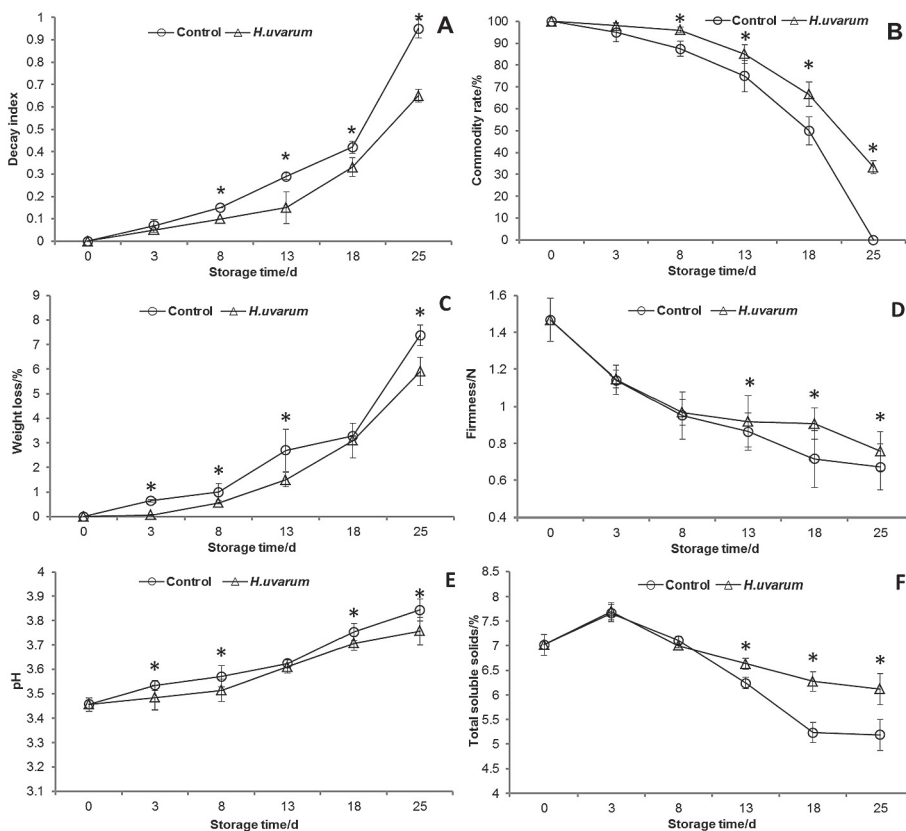 A
Control H.uvarum
Decay index
1
0.9
0.8
0.7
0.6
0.5
0.4
0.3
0.2
0.1
0
* * * * *
0 3 8 13 18 25
Storage time/d
B
Control H.uvarum
Commodity rate/%
100
90
80
70
60
50
40
30
20
10
0
* * * *
0 3 8 13 18 25
Storage time/d
C
Control H.uvarum
Weight loss/%
9
8
7
6
5
4
3
2
1
0
* * * *
0 3 8 13 18 25
Storage time/d
D
Control H.uvarum
Firmness/N
1.6
1.4
1.2
1
0.8
0.6
0.4
* * *
0 3 8 13 18 25
Storage time/d
E
Control H.uvarum
pH
4
3.9
3.8
3.7
3.6
3.5
3.4
3.3
3.2
3.1
* * * *
0 3 8 13 18 25
Storage time/d
F
Control H.uvarum
Total soluble solids/%
8.5
8
7.5
7
6.5
6
5.5
5
4.5
4
* * *
0 3 8 13 18 25
Storage time/d